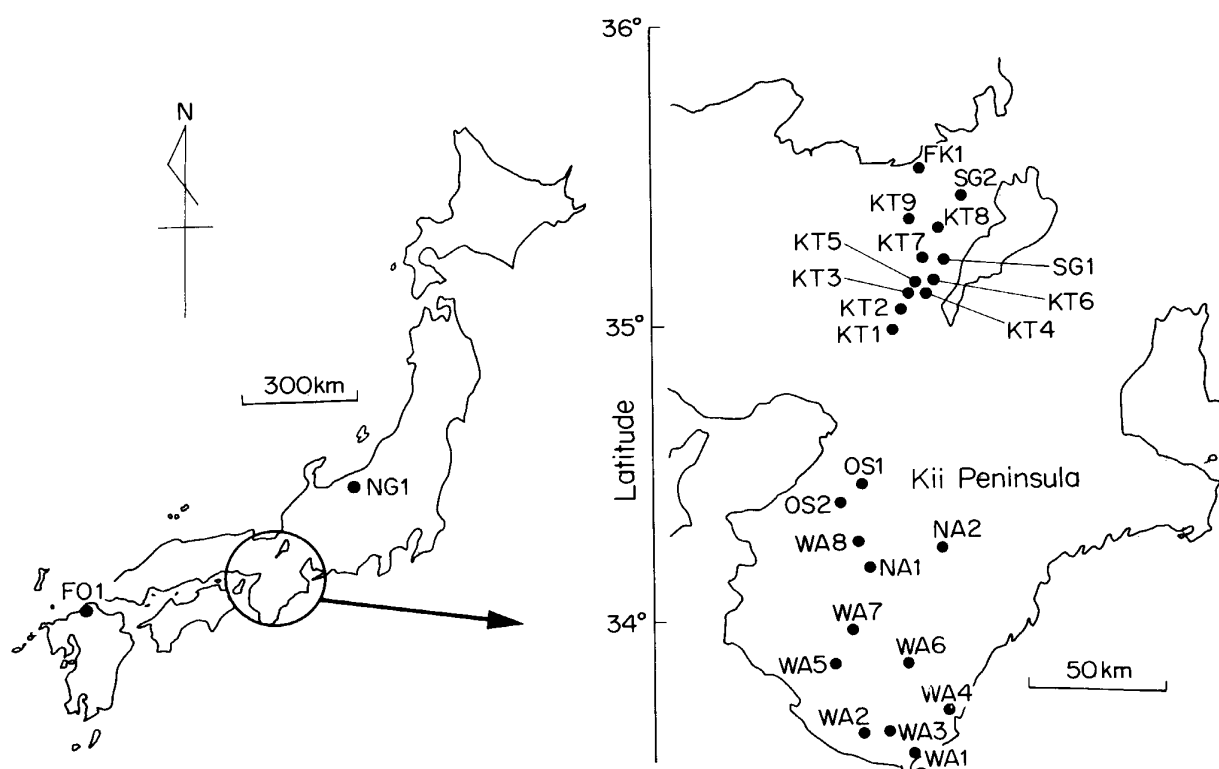 N
300km
NG1
FO1
36°
35°
34°
Latitude
FK1
SG2
KT9
KT8
KT5
KT7
KT3
SG1
KT2
KT6
KT1
KT4
OS1
Kii Peninsula
OS2
WA8
NA2
NA1
WA7
WA5
WA6
50km
WA4
WA2
WA3
WA1